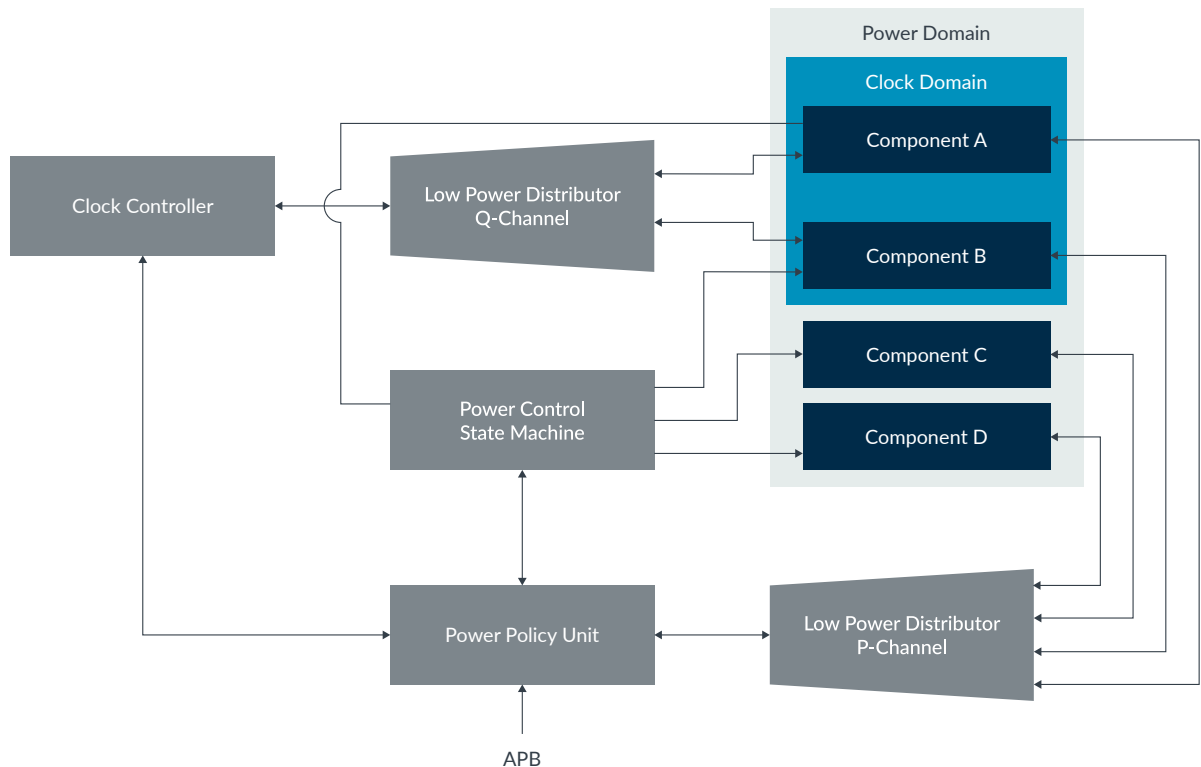 Power Domain
Clock Domain
Component A
Clock Controller
Low Power Distributor
Q-Channel
Component B
Component C
Power Control
State Machine
Component D
Power Policy Unit
Low Power Distributor
P-Channel
APB